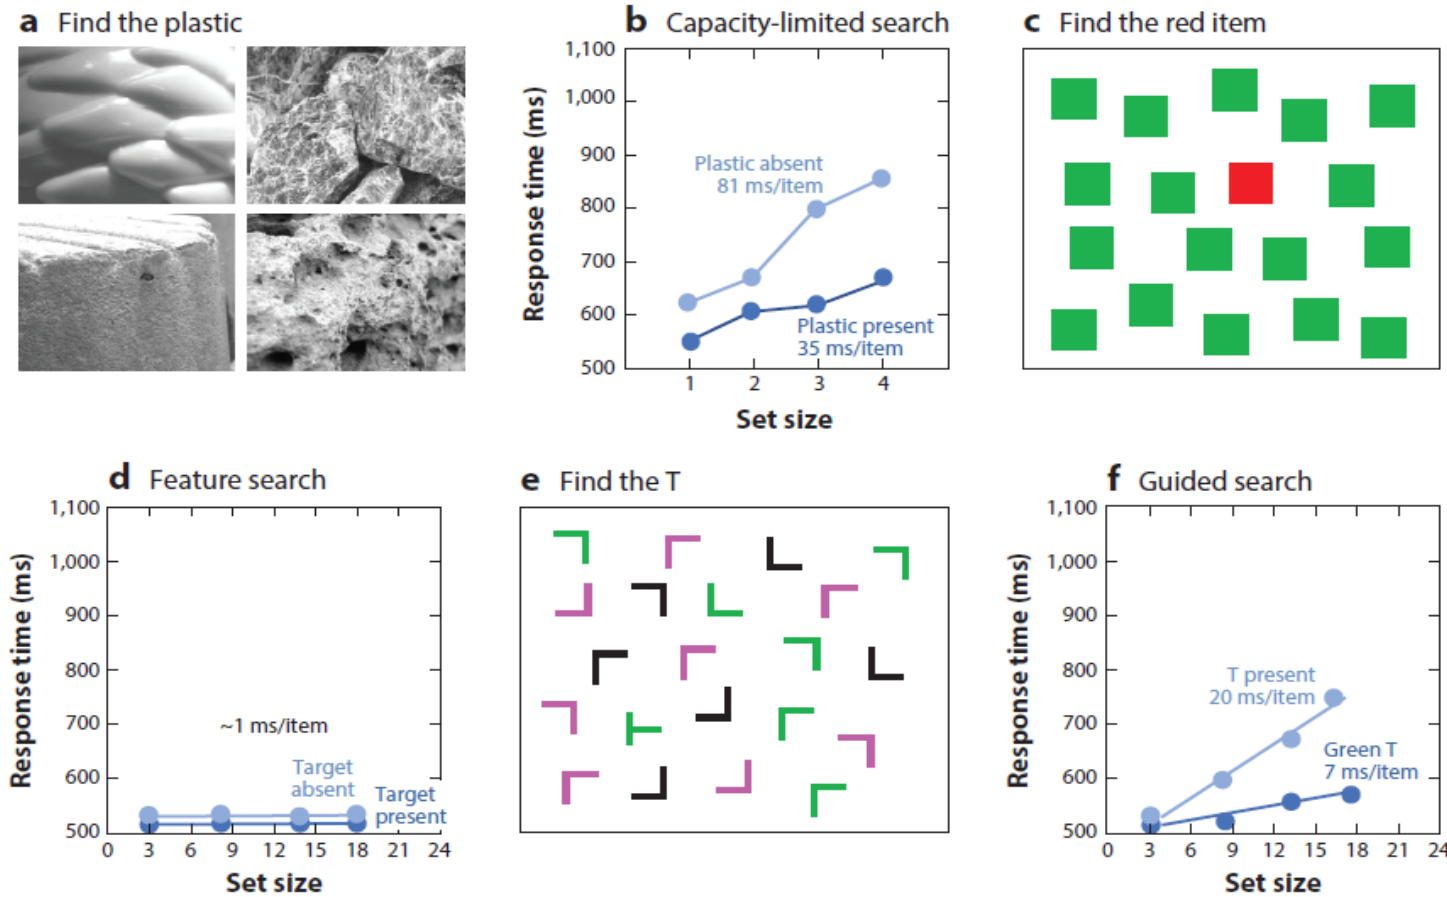 a Find the plastic
b Capacity-limited search
1,100
1,000
900
800
700
600
500
Response time (ms)
Plastic absent
81 ms/item
Plastic present
35 ms/item
1 2 3 4
Set size
c Find the red item
d Feature search
1,100
1,000
900
800
700
600
500
Response time (ms)
~1 ms/item
Target
absent
Target
present
0 3 6 9 12 15 18 21 24
Set size
e Find the T
f Guided search
1,100
1,000
900
800
700
600
500
Response time (ms)
T present
20 ms/item
Green T
7 ms/item
0 3 6 9 12 15 18 21 24
Set size